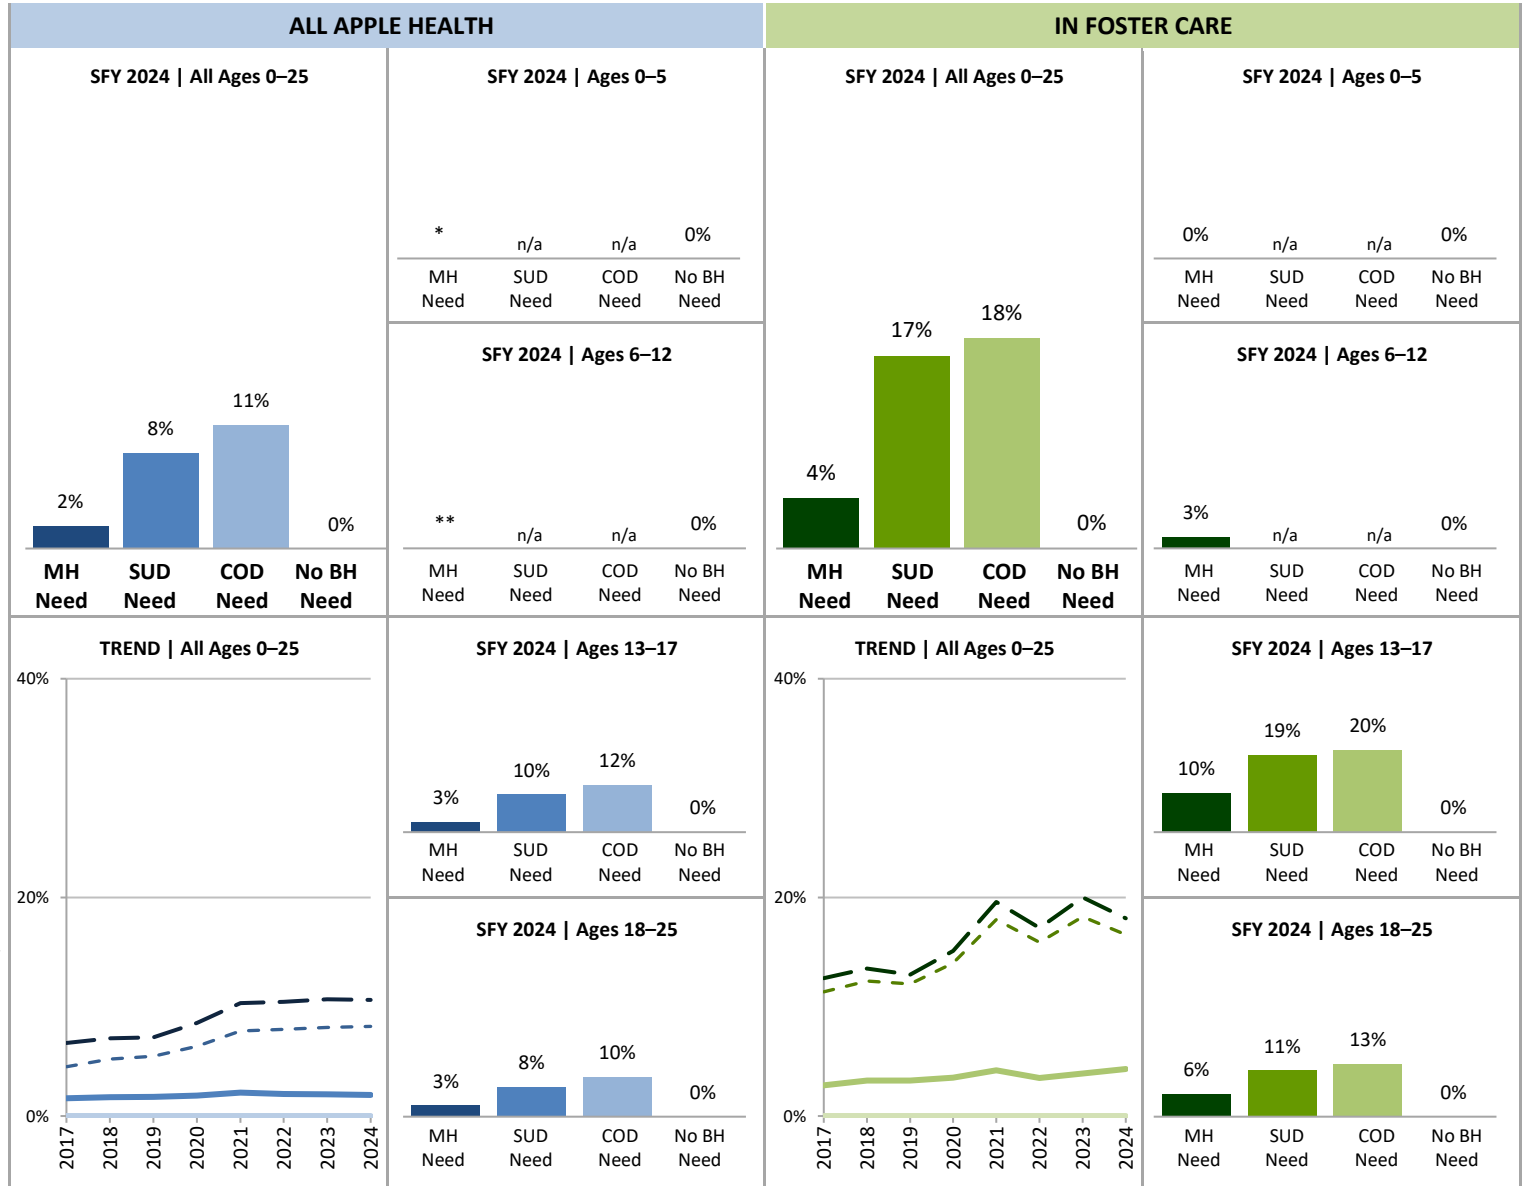 ALL APPLE HEALTH
IN FOSTER CARE
SFY 2024 | All Ages 0–25
2%
8%
11%
0%
MH Need
SUD Need
COD Need
No BH Need
SFY 2024 | Ages 0–5
*
n/a
n/a
0%
MH Need
SUD Need
COD Need
No BH Need
SFY 2024 | Ages 6–12
**
n/a
n/a
0%
MH Need
SUD Need
COD Need
No BH Need
SFY 2024 | All Ages 0–25
4%
17%
18%
0%
MH Need
SUD Need
COD Need
No BH Need
SFY 2024 | Ages 0–5
0%
n/a
n/a
0%
MH Need
SUD Need
COD Need
No BH Need
SFY 2024 | Ages 6–12
3%
n/a
n/a
0%
MH Need
SUD Need
COD Need
No BH Need
TREND | All Ages 0–25
40%
20%
0%
2017
2018
2019
2020
2021
2022
2023
2024
SFY 2024 | Ages 13–17
3%
10%
12%
0%
MH Need
SUD Need
COD Need
No BH Need
SFY 2024 | Ages 18–25
3%
8%
10%
0%
MH Need
SUD Need
COD Need
No BH Need
TREND | All Ages 0–25
40%
20%
0%
2017
2018
2019
2020
2021
2022
2023
2024
SFY 2024 | Ages 13–17
10%
19%
20%
0%
MH Need
SUD Need
COD Need
No BH Need
SFY 2024 | Ages 18–25
6%
11%
13%
0%
MH Need
SUD Need
COD Need
No BH Need